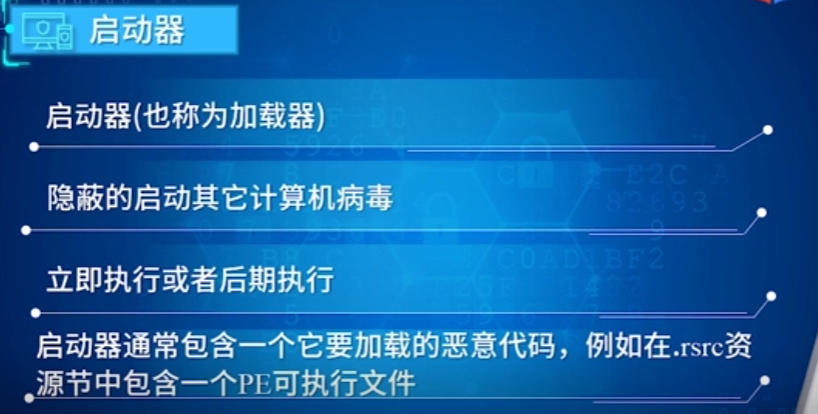 启动器
启动器(也称为加载器)
隐蔽的启动其它计算机病毒
立即执行或者后期执行
启动器通常包含一个它要加载的恶意代码，例如在.rsrc资
源节中包含一个PE可执行文件